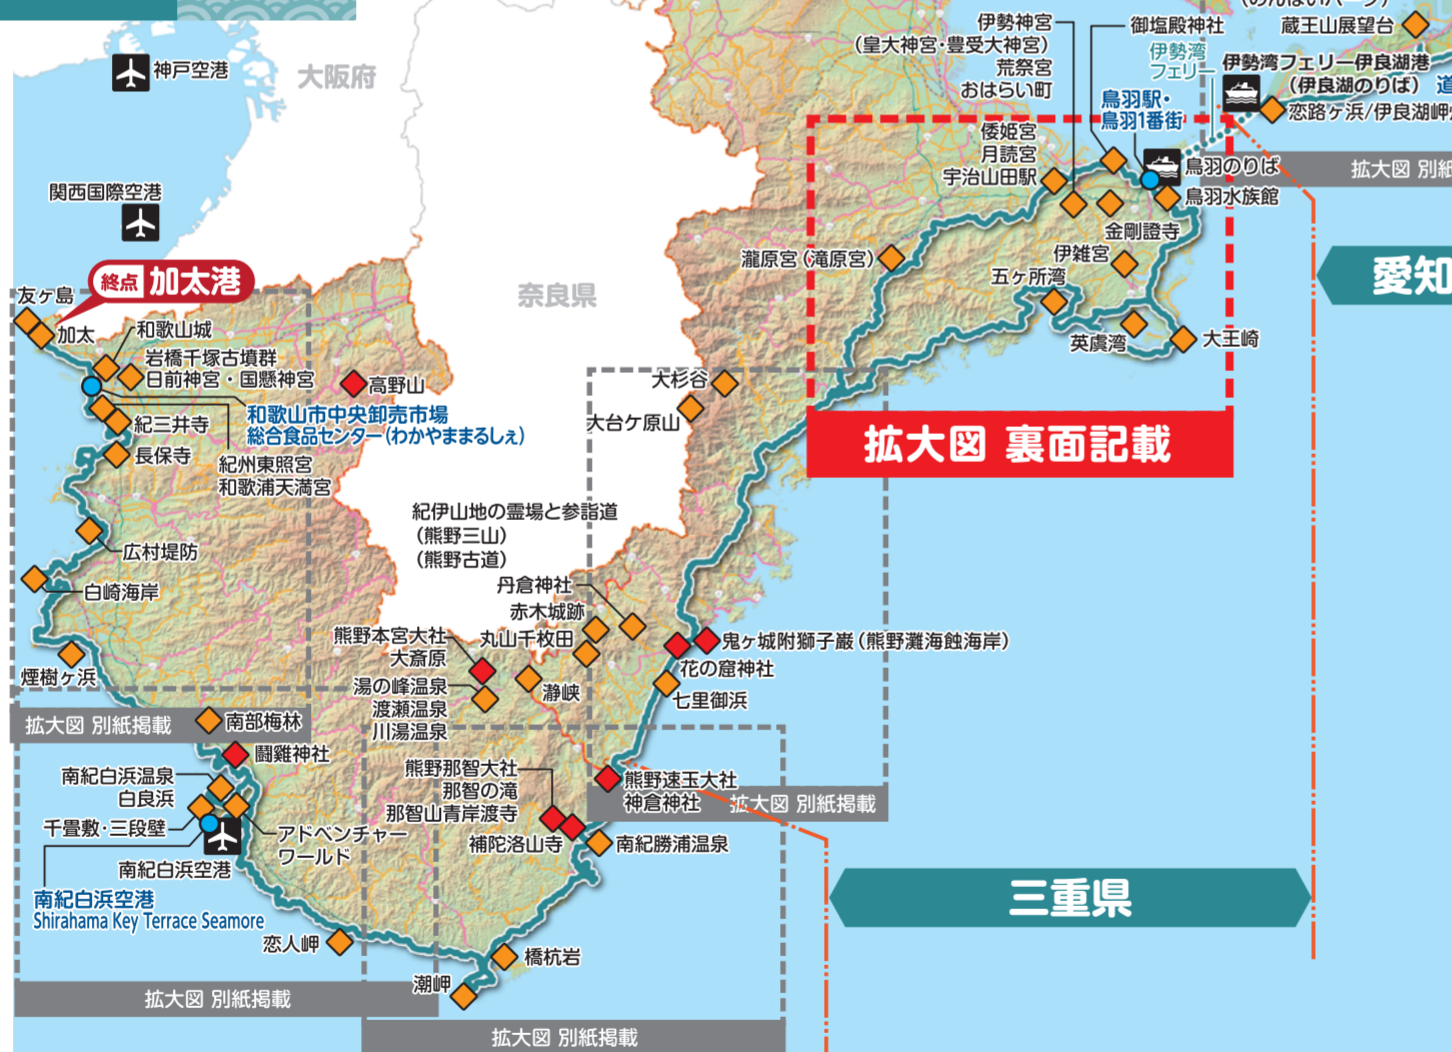 神戸空港
大阪府
関西国際空港
奈良県
終点 加太港
友ヶ島
加太
和歌山城
岩橋千塚古墳群
日前神宮・国懸神宮
高野山
和歌山市中央卸売市場
総合食品センター(わかやままるしぇ)
紀三井寺
長保寺
紀州東照宮
和歌浦天満宮
広村堤防
白崎海岸
煙樹ヶ浜
拡大図 別紙掲載
南部梅林
闘雞神社
南紀白浜温泉
白良浜
千畳敷・三段壁
アドベンチャー
ワールド
南紀白浜空港
南紀白浜空港
Shirahama Key Terrace Seamore
恋人岬
潮岬
橋杭岩
拡大図 別紙掲載
拡大図 別紙掲載
紀伊山地の霊場と参詣道
(熊野三山)
(熊野古道)
丹倉神社
赤木城跡
丸山千枚田
熊野本宮大社
大斎原
湯の峰温泉
渡瀬温泉
川湯温泉
瀞峡
熊野那智大社
那智の滝
那智山青岸渡寺
補陀洛山寺
南紀勝浦温泉
熊野速玉大社
神倉神社
拡大図 別紙掲載
鬼ヶ城附獅子巌(熊野灘海蝕海岸)
花の窟神社
七里御浜
大杉谷
大台ケ原山
伊勢神宮
(皇大神宮・豊受大神宮)
荒祭宮
おはらい町
御塩殿神社
伊勢湾
フェリー
鳥羽駅・
鳥羽1番街
倭姫宮
月読宮
宇治山田駅
瀧原宮(滝原宮)
鳥羽のりば
鳥羽水族館
金剛證寺
伊雑宮
五ヶ所湾
英虞湾
大王崎
拡大図 裏面記載
蔵王山展望台
伊勢湾フェリー伊良湖港
(伊良湖のりば) 道
恋路ヶ浜/伊良湖岬
拡大図 別紙
愛知
三重県